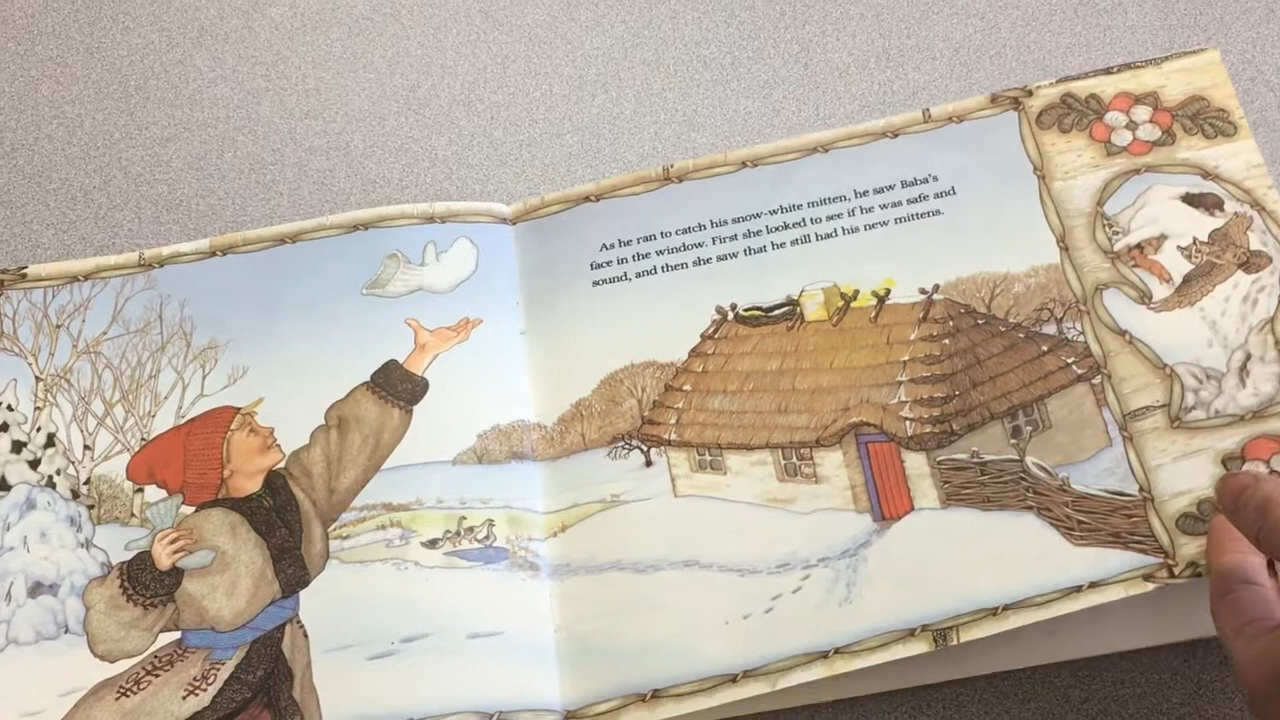 As he ran to catch his snow-white mitten, he saw Baba's
face in the window. First she looked to see if he was safe and
sound, and then she saw that he still had his new mittens.